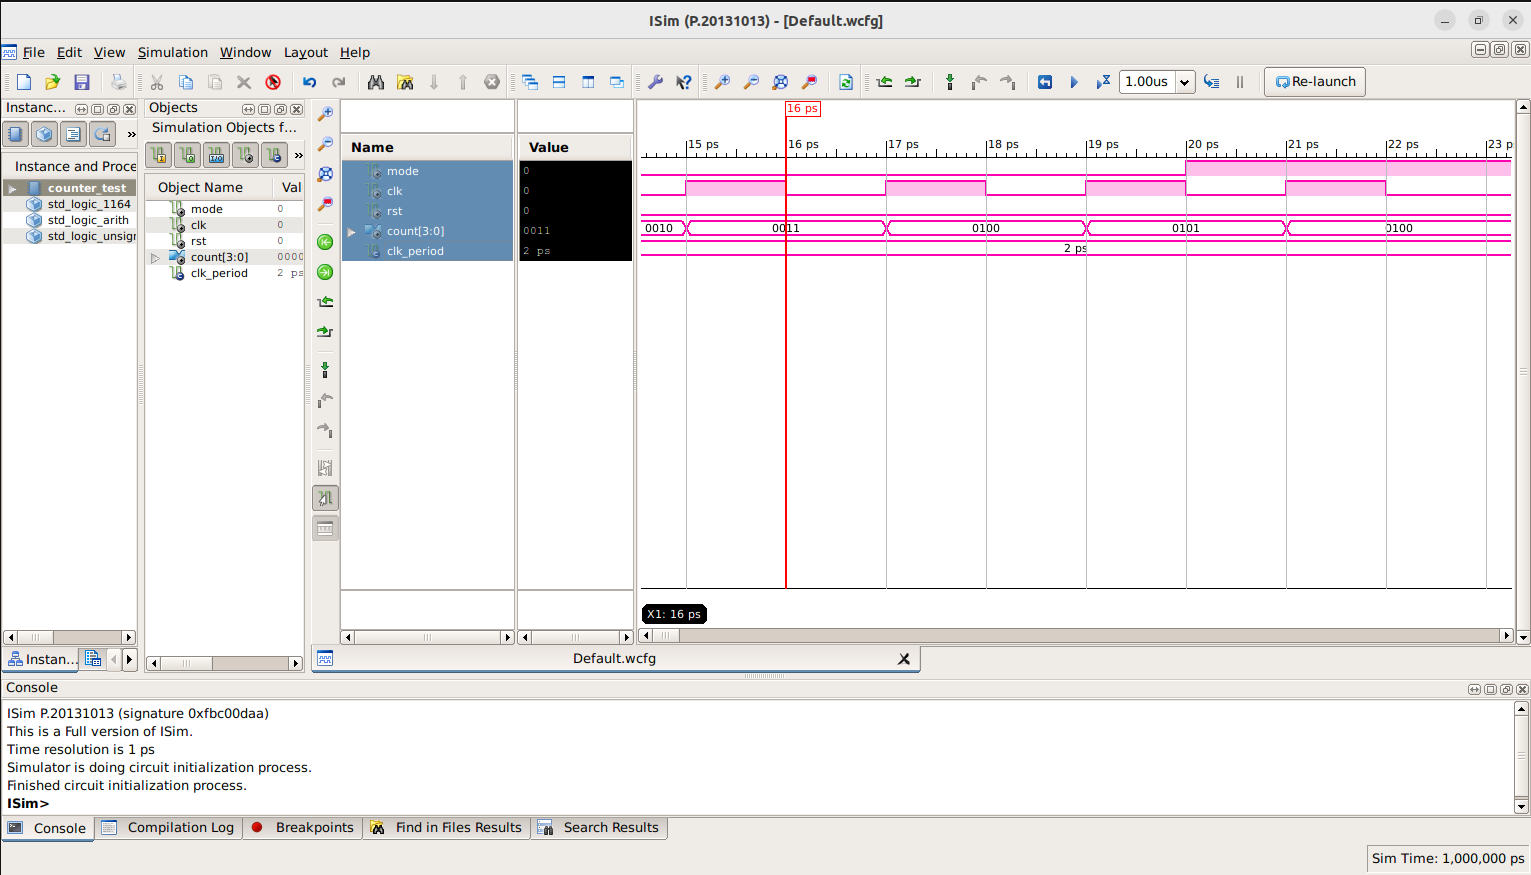 ISim (P.20131013) - [Default.wcfg]
File Edit View Simulation Window Layout Help
1.00us Re-launch
Instanc...
»
Instance and Proce
counter_test
std_logic_1164
std_logic_arith
std_logic_unsigr
Instan...
Objects
Simulation Objects f...
»
Object Name Val
mode 0
clk 0
rst 0
count[3:0] 0000
clk_period 2 ps
Name Value
mode 0
clk 0
rst 0
count[3:0] 0011
clk_period 2 ps
16 ps
15 ps 16 ps 17 ps 18 ps 19 ps 20 ps 21 ps 22 ps 23 p
0010 0011 0100 0101 0100
2 ps
X1: 16 ps
Default.wcfg
Console
ISim P.20131013 (signature 0xfbc00daa)
This is a Full version of ISim.
Time resolution is 1 ps
Simulator is doing circuit initialization process.
Finished circuit initialization process.
ISim>
Console Compilation Log Breakpoints Find in Files Results Search Results
Sim Time: 1,000,000 ps